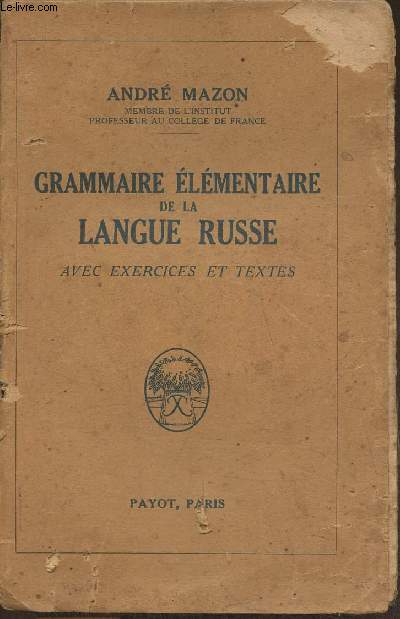 Le-livre.com
ANDRÉ MAZON
MEMBRE DE L'INSTITUT
PROFESSEUR AU COLLÈGE DE FRANCE
GRAMMAIRE ÉLÉMENTAIRE
DE LA
LANGUE RUSSE
AVEC EXERCICES ET TEXTES
PAYOT, PARIS